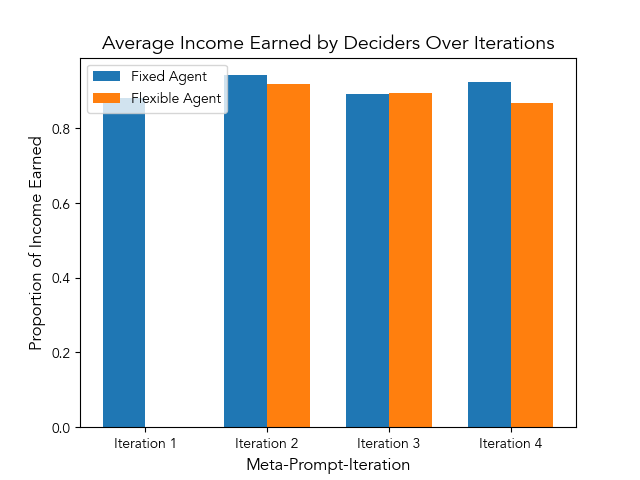 Average Income Earned by Deciders Over Iterations
Fixed Agent
Flexible Agent
Proportion of Income Earned
0.8
0.6
0.4
0.2
0.0
Iteration 1
Iteration 2
Iteration 3
Iteration 4
Meta-Prompt-Iteration